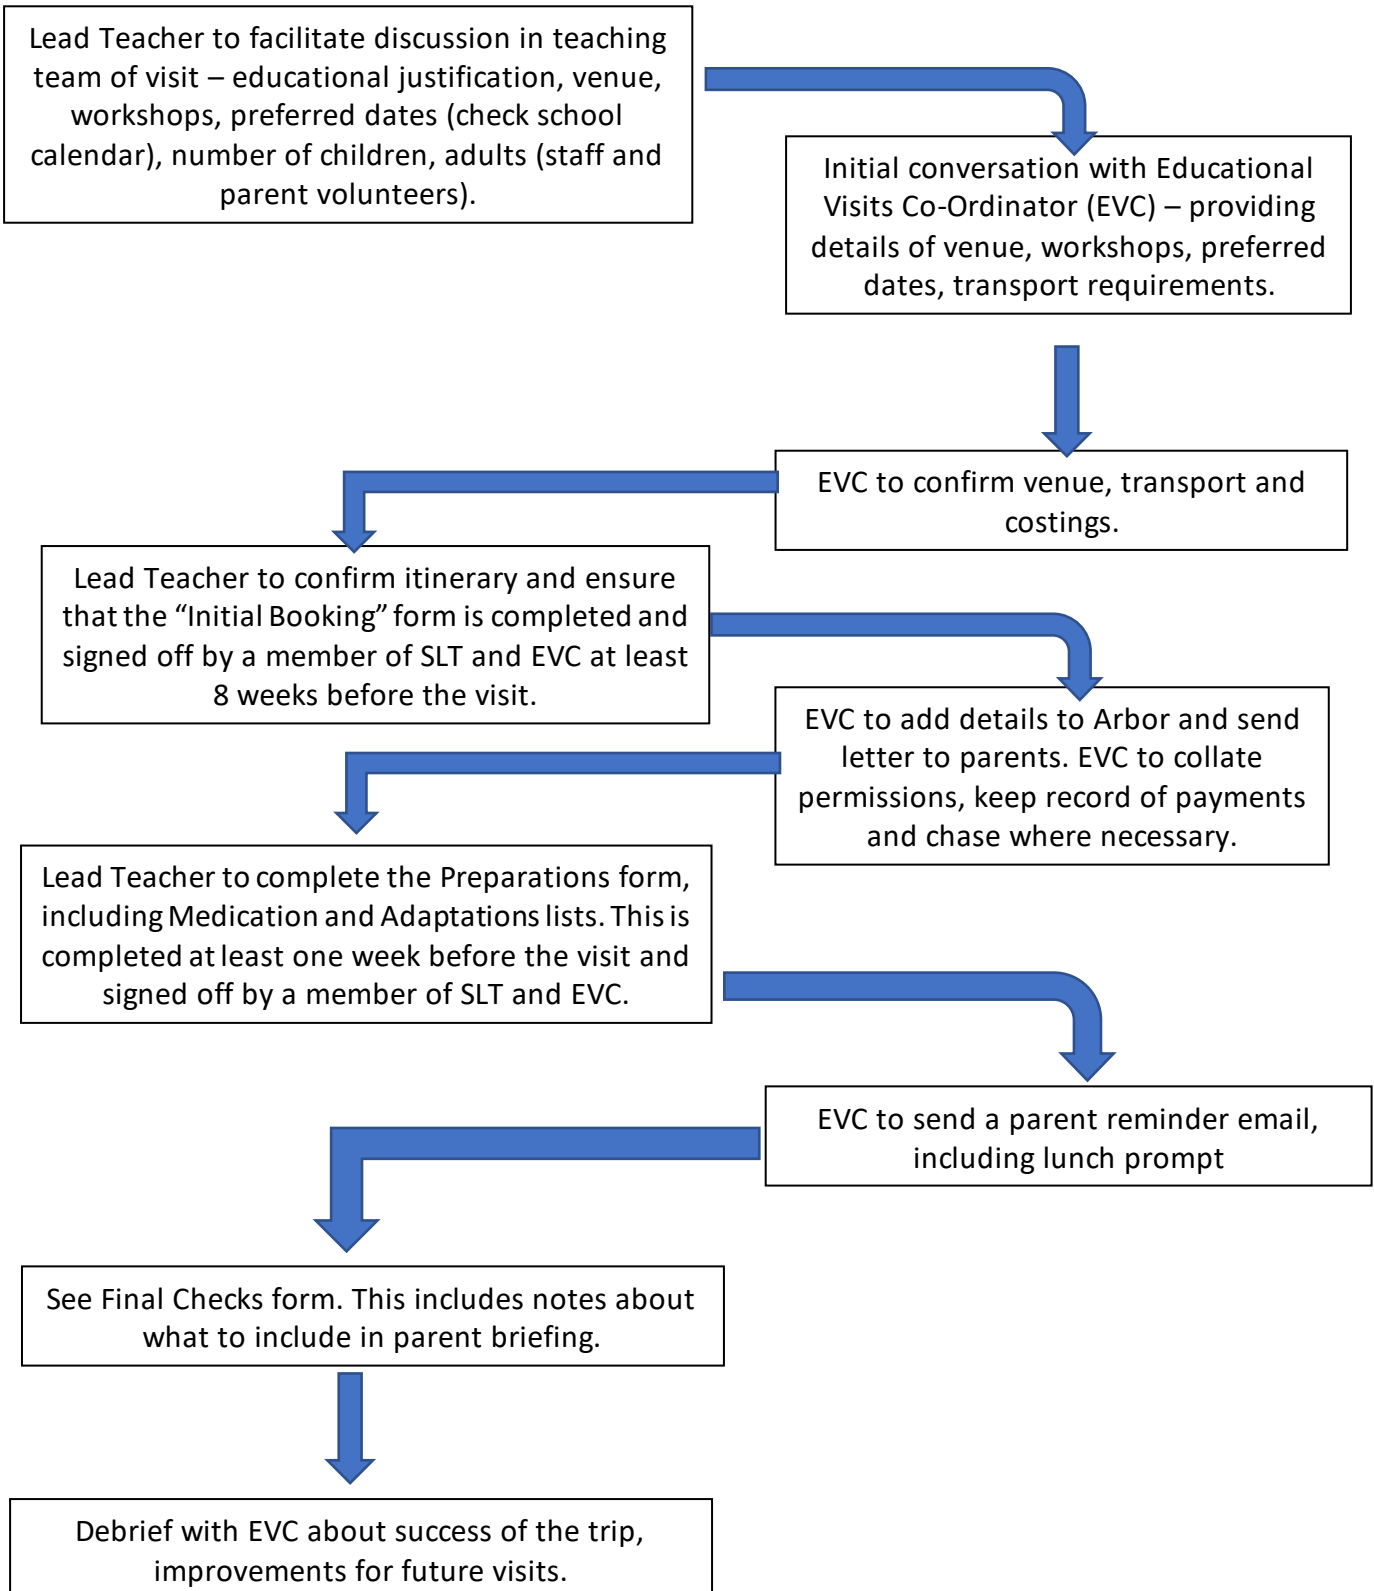 Lead Teacher to facilitate discussion in teaching
team of visit – educational justification, venue,
workshops, preferred dates (check school
calendar), number of children, adults (staff and
parent volunteers).
Initial conversation with Educational
Visits Co-Ordinator (EVC) – providing
details of venue, workshops, preferred
dates, transport requirements.
EVC to confirm venue, transport and
costings.
Lead Teacher to confirm itinerary and ensure
that the “Initial Booking” form is completed and
signed off by a member of SLT and EVC at least
8 weeks before the visit.
EVC to add details to Arbor and send
letter to parents. EVC to collate
permissions, keep record of payments
and chase where necessary.
Lead Teacher to complete the Preparations form,
including Medication and Adaptations lists. This is
completed at least one week before the visit and
signed off by a member of SLT and EVC.
EVC to send a parent reminder email,
including lunch prompt
See Final Checks form. This includes notes about
what to include in parent briefing.
Debrief with EVC about success of the trip,
improvements for future visits.